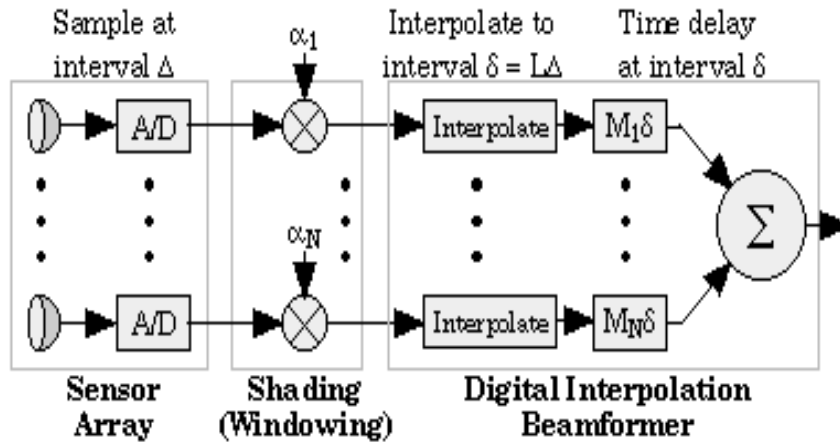 Sample at interval Δ
α1
Interpolate to interval δ = LΔ
Time delay at interval δ
A/D
Interpolate
M1δ
Σ
αN
A/D
Interpolate
MNδ
Sensor Array
Shading (Windowing)
Digital Interpolation Beamformer